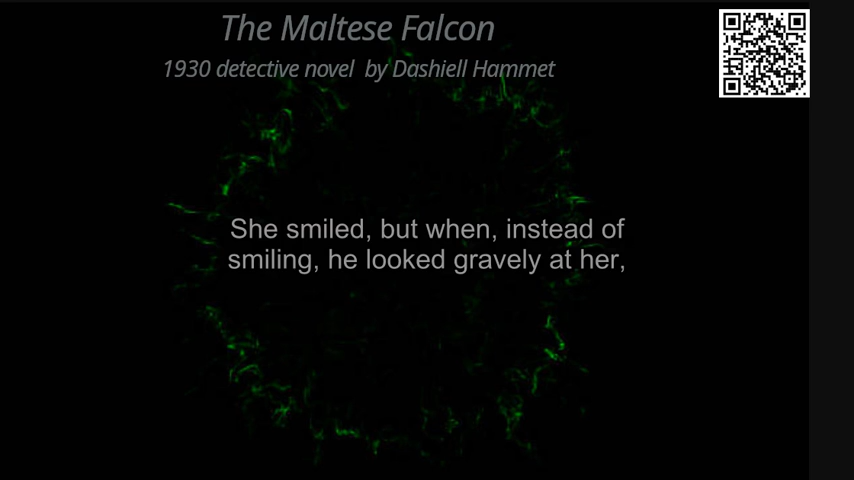 The Maltese Falcon
1930 detective novel by Dashiell Hammet
She smiled, but when, instead of
smiling, he looked gravely at her,